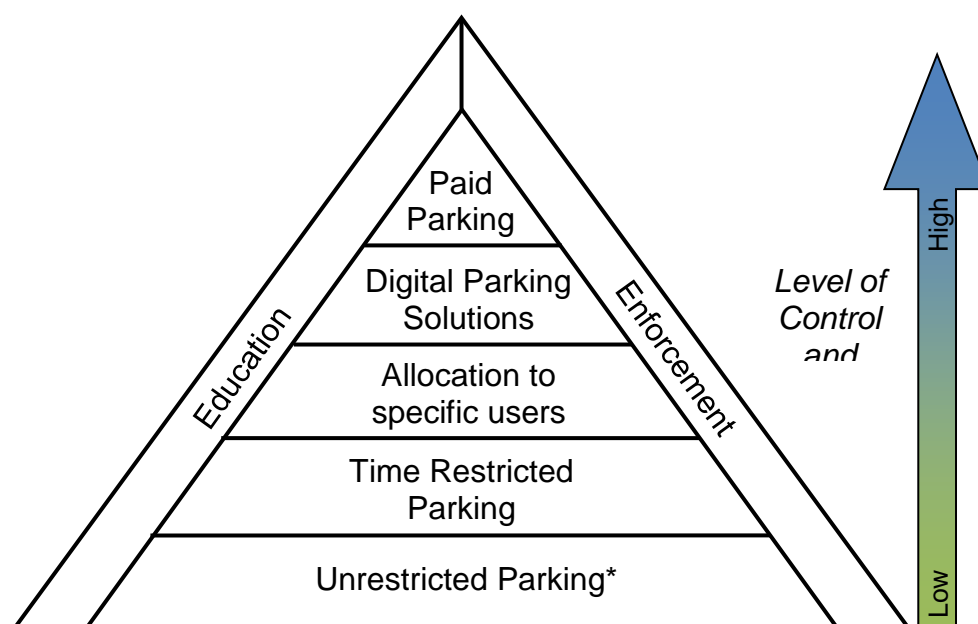 Paid
Parking
Digital Parking
Solutions
Allocation to
specific users
Time Restricted
Parking
Unrestricted Parking*
Education
Enforcement
Level of
Control
and
High
Low